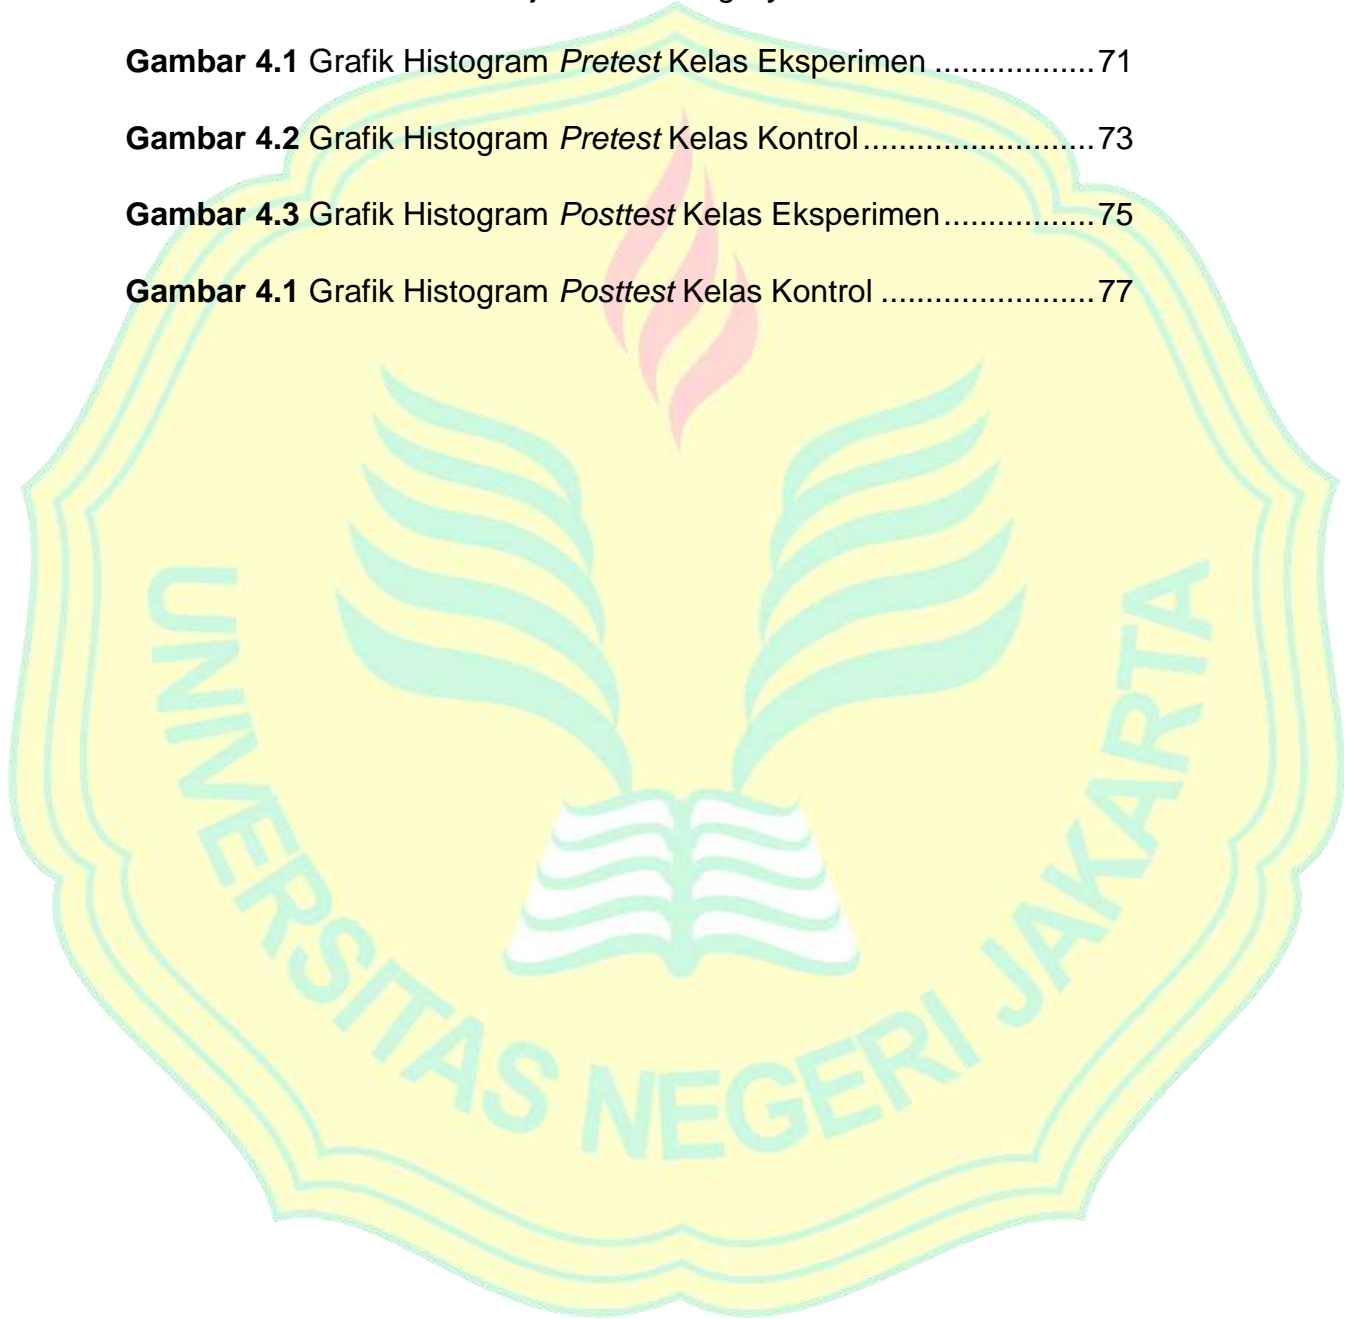 Gambar 4.1 Grafik Histogram Pretest Kelas Eksperimen ..................71
Gambar 4.2 Grafik Histogram Pretest Kelas Kontrol..........................73
Gambar 4.3 Grafik Histogram Posttest Kelas Eksperimen.................75
Gambar 4.1 Grafik Histogram Posttest Kelas Kontrol ........................77
UNIVERSITAS NEGERI JAKARTA